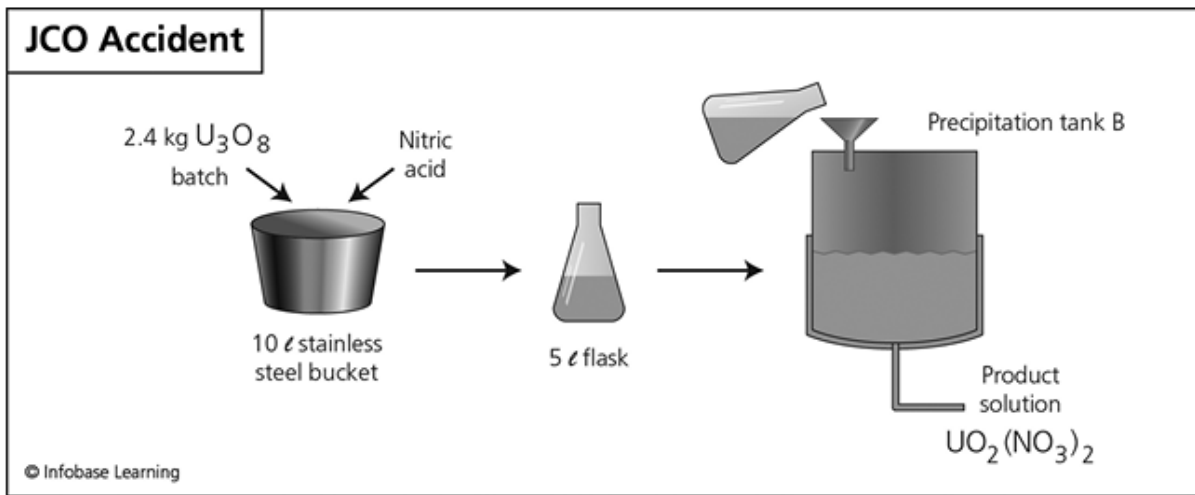 JCO Accident
2.4 kg U₃O₈
batch
Nitric
acid
10 ℓ stainless
steel bucket
5 ℓ flask
Precipitation tank B
Product
solution
UO₂(NO₃)₂
© Infobase Learning